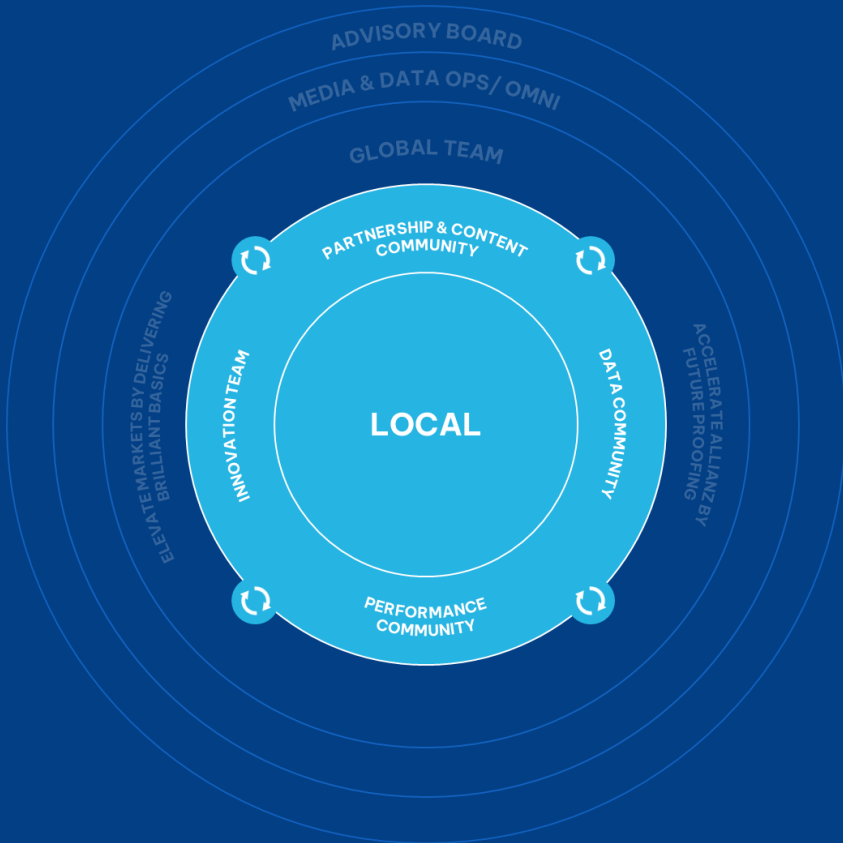 ADVISORY BOARD
MEDIA & DATA OPS/ OMNI
GLOBAL TEAM
PARTNERSHIP & CONTENT
COMMUNITY
ELEVATE MARKETS BY DELIVERING
BRILLIANT BASICS
INNOVATION TEAM
LOCAL
DATA COMMUNITY
ACCELERATE ALLIANZ BY
FUTURE PROOFING
PERFORMANCE
COMMUNITY